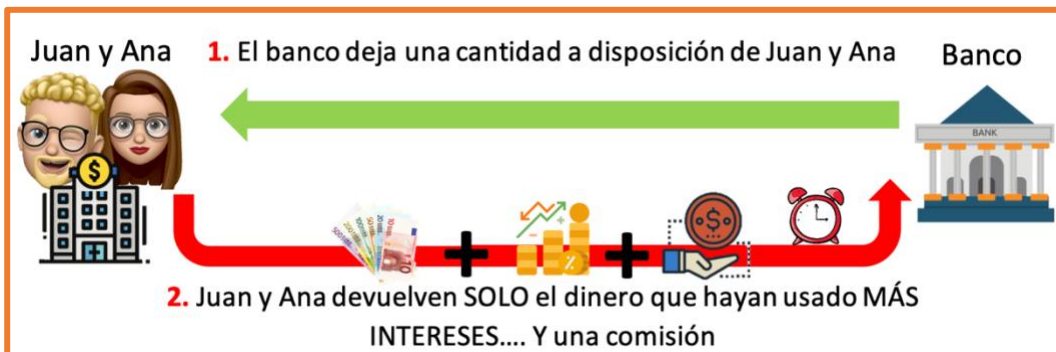 Juan y Ana
1. El banco deja una cantidad a disposición de Juan y Ana
Banco
BANK
2. Juan y Ana devuelven SOLO el dinero que hayan usado MÁS
INTERESES.... Y una comisión